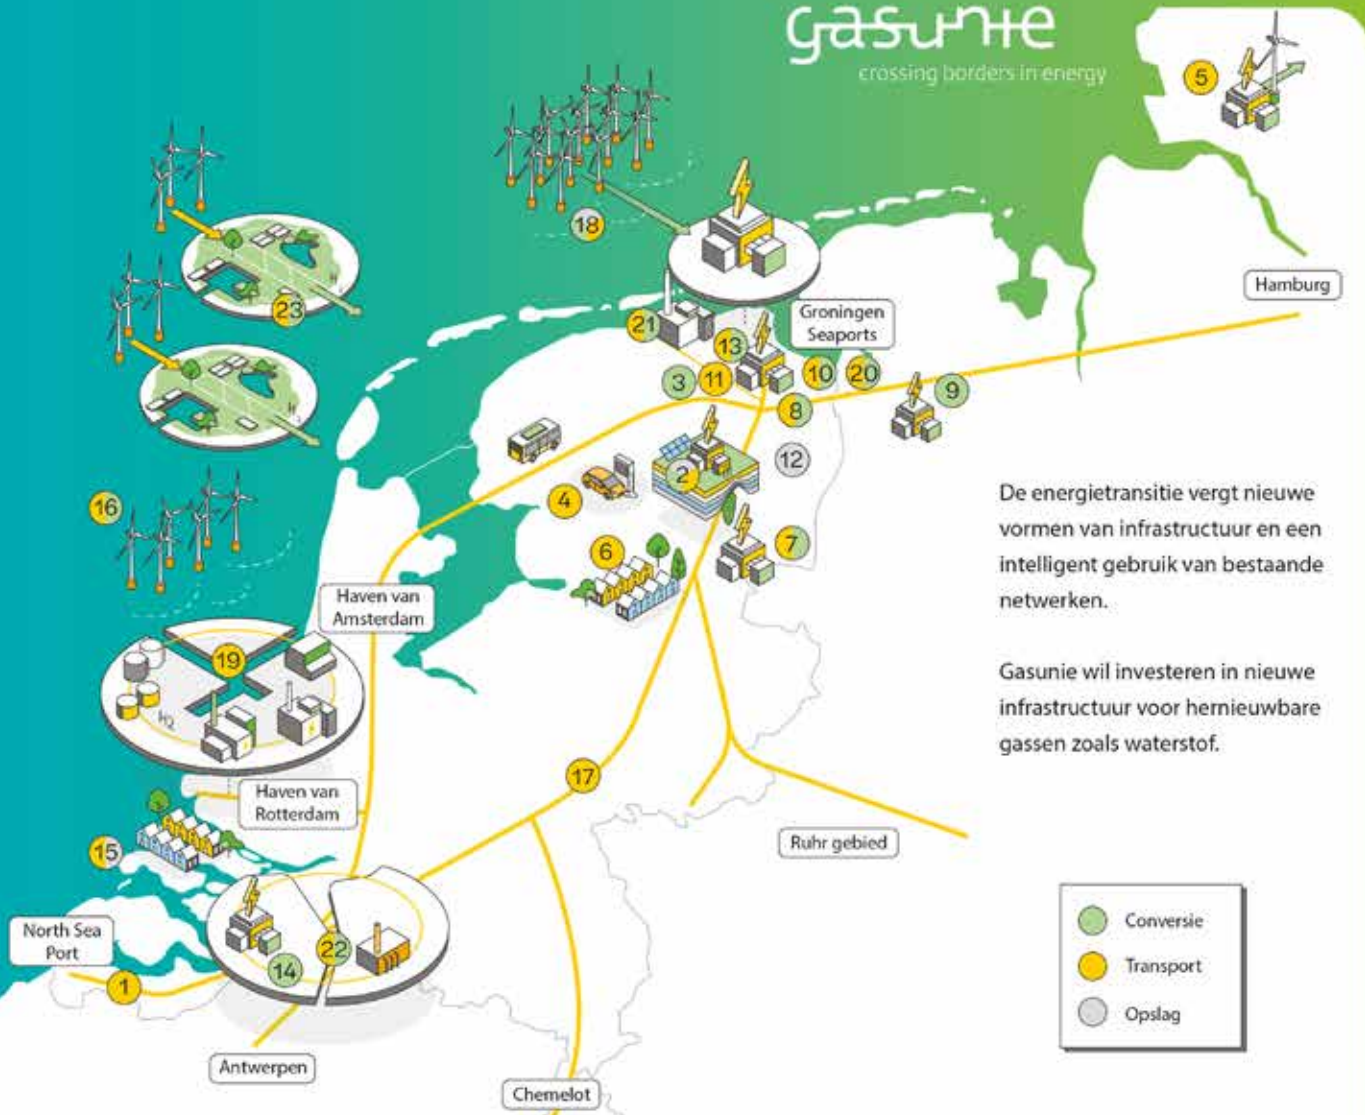 gasunie
crossing borders in energy
5
18
23
Hamburg
21
Groningen
Seaports
13
3
11
10
20
9
8
2
12
4
16
7
6
De energietransitie vergt nieuwe
vormen van infrastructuur en een
intelligent gebruik van bestaande
netwerken.
Gasunie wil investeren in nieuwe
infrastructuur voor hernieuwbare
gassen zoals waterstof.
Haven van
Amsterdam
19
H2
17
Haven van
Rotterdam
15
Ruhr gebied
North Sea
Port
1
14
22
Antwerpen
Chemelot
Conversie
Transport
Opslag